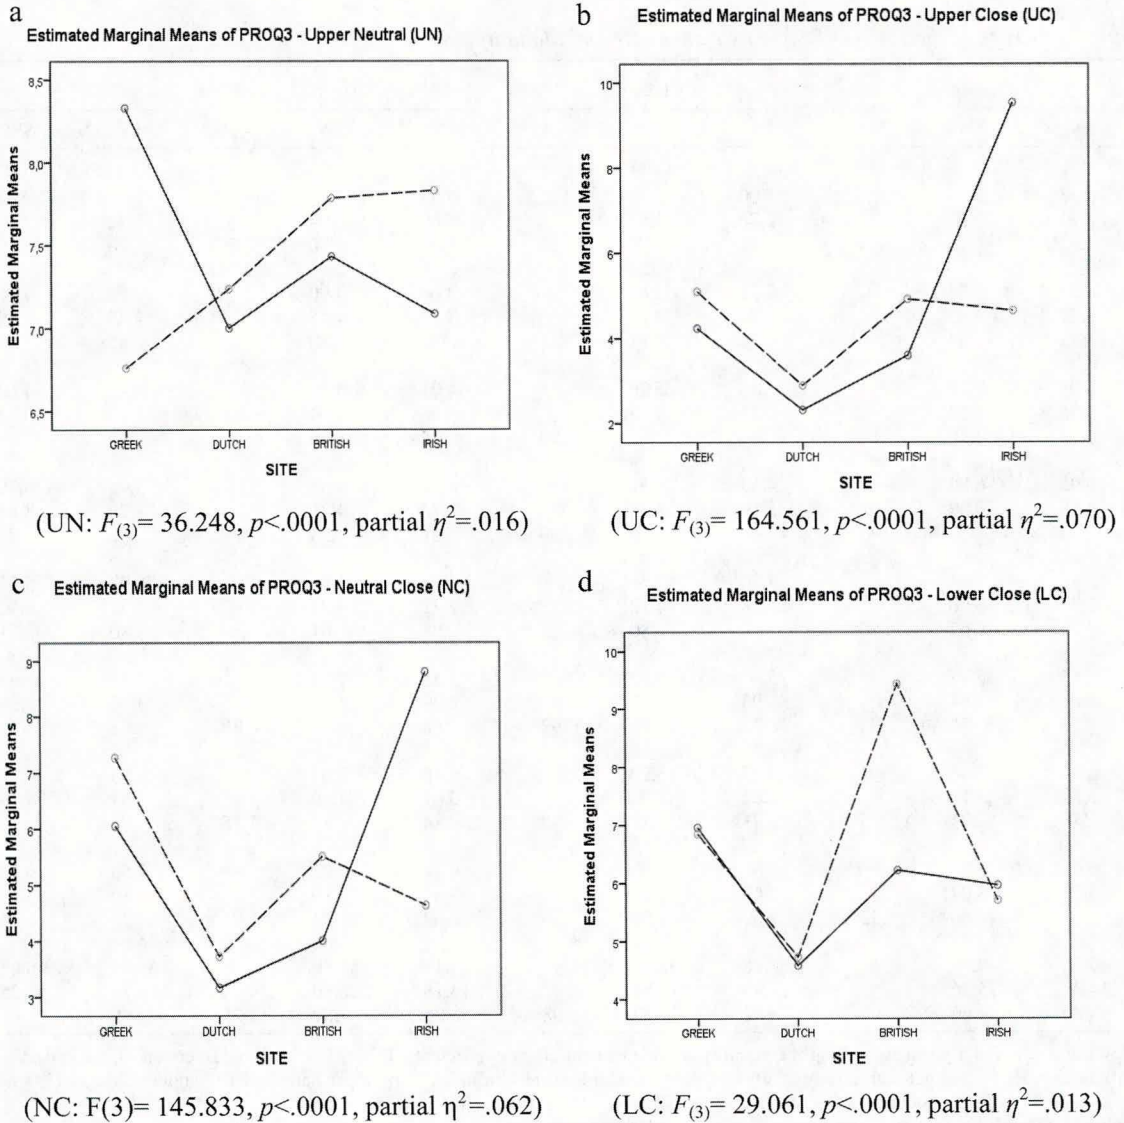 a
Estimated Marginal Means of PROQ3 - Upper Neutral (UN)
Estimated Marginal Means
8,5
8,0
7,5
7,0
6,5
GREEK DUTCH BRITISH IRISH
SITE
(UN: F(3)= 36.248, p<.0001, partial η²=.016)
b
Estimated Marginal Means of PROQ3 - Upper Close (UC)
Estimated Marginal Means
10
8
6
4
2
GREEK DUTCH BRITISH IRISH
SITE
(UC: F(3)= 164.561, p<.0001, partial η²=.070)
c
Estimated Marginal Means of PROQ3 - Neutral Close (NC)
Estimated Marginal Means
9
8
7
6
5
4
3
GREEK DUTCH BRITISH IRISH
SITE
(NC: F(3)= 145.833, p<.0001, partial η²=.062)
d
Estimated Marginal Means of PROQ3 - Lower Close (LC)
Estimated Marginal Means
10
9
8
7
6
5
4
GREEK DUTCH BRITISH IRISH
SITE
(LC: F(3)= 29.061, p<.0001, partial η²=.013)